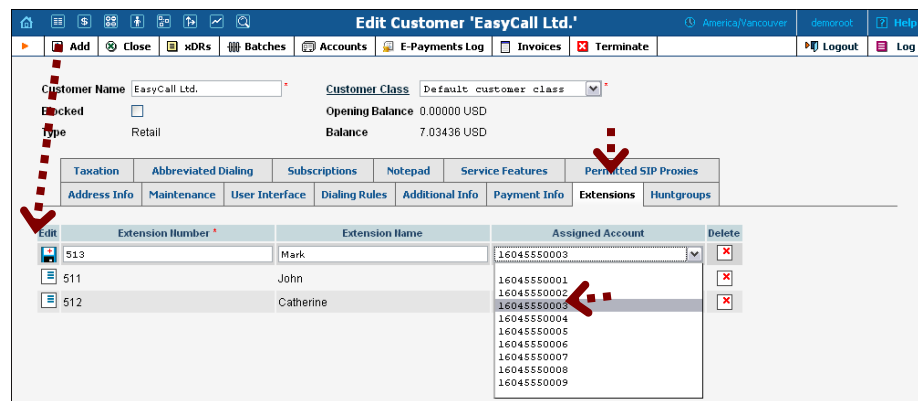 Edit Customer 'EasyCall Ltd.' America/Vancouver demoroot Help
Add Close xDRs Batches Accounts E-Payments Log Invoices Terminate Logout Log
Customer Name EasyCall Ltd. * Customer Class Default customer class *
Blocked Opening Balance 0.00000 USD
Type Retail Balance 7.03436 USD
Taxation Abbreviated Dialing Subscriptions Notepad Service Features Permitted SIP Proxies
Address Info Maintenance User Interface Dialing Rules Additional Info Payment Info Extensions Huntgroups
Edit Extension Number * Extension Name Assigned Account Delete
513 Mark 16045550003
511 John
512 Catherine
16045550001
16045550002
16045550003
16045550004
16045550005
16045550006
16045550007
16045550008
16045550009